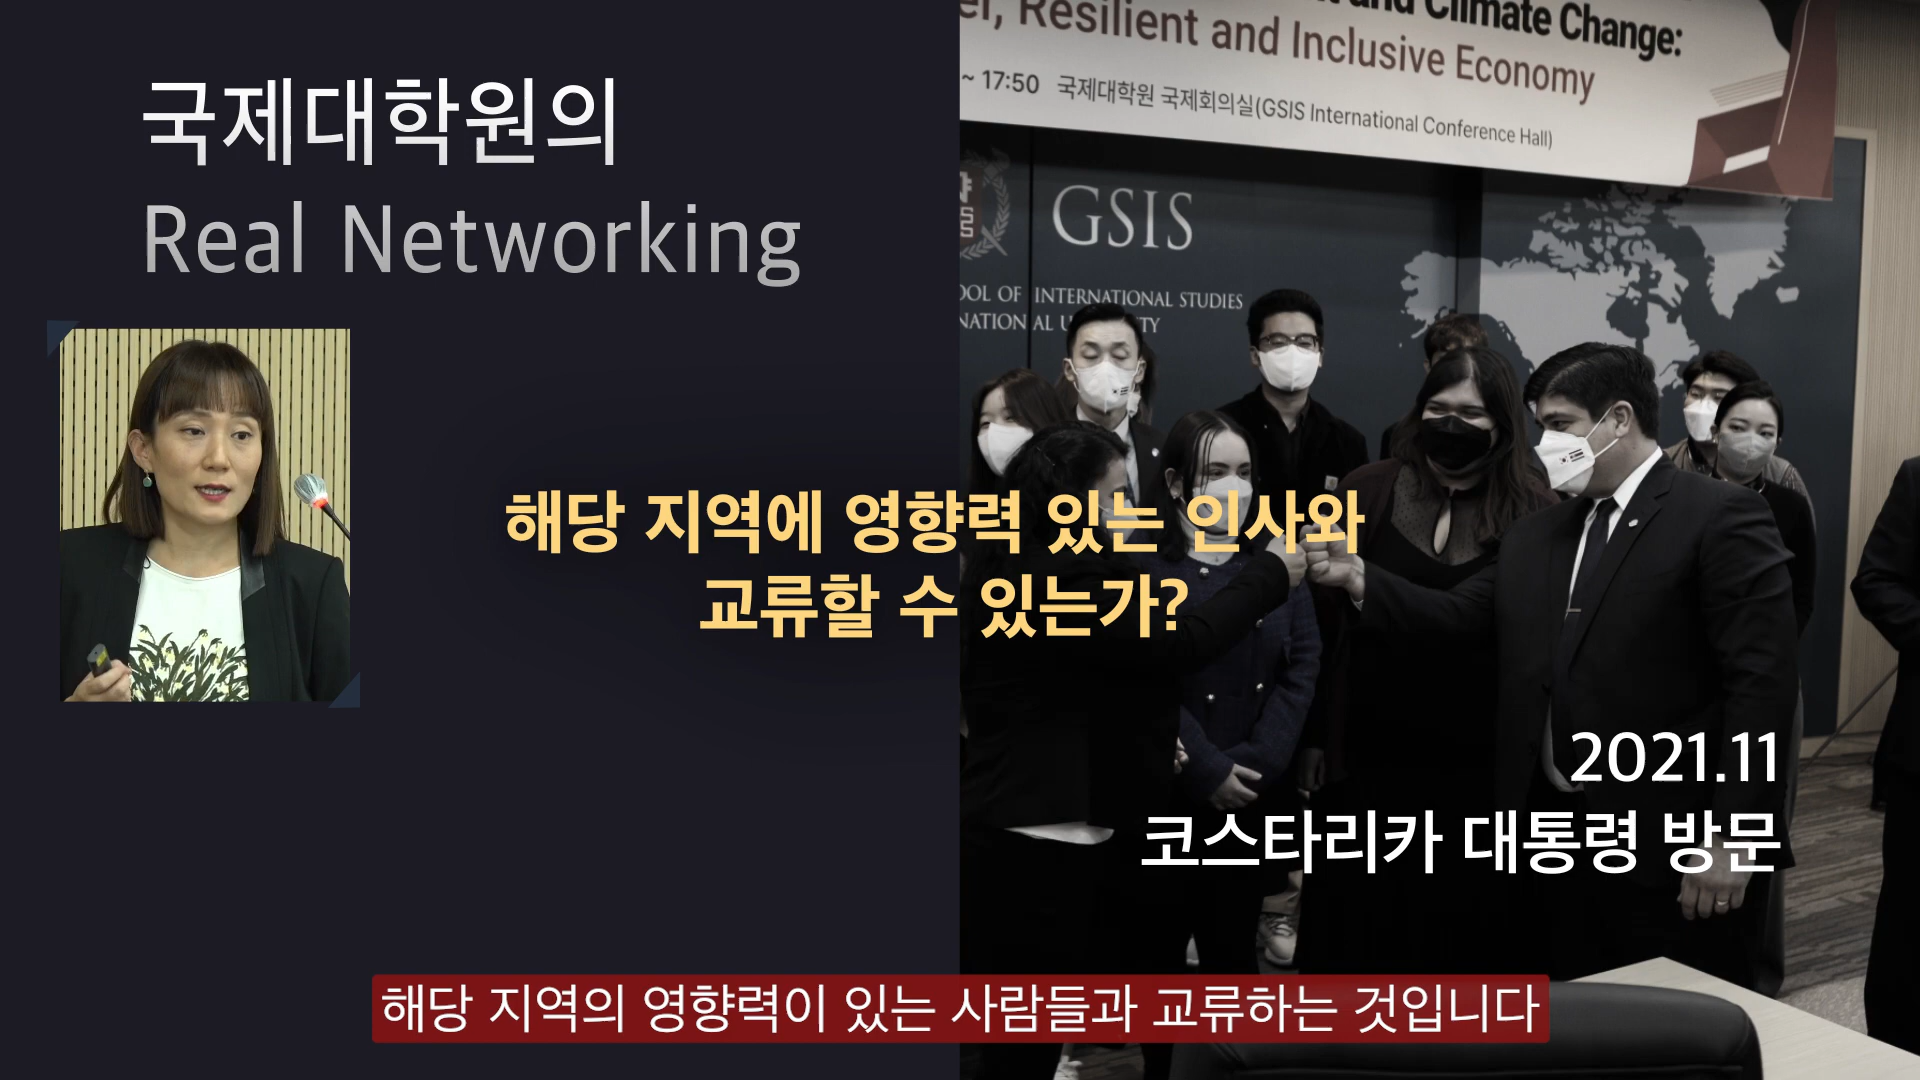 국제대학원의
Real Networking
and Climate Change:
Resilient and Inclusive Economy
~ 17:50 국제대학원 국제회의실(GSIS International Conference Hall)
GSIS
OF INTERNATIONAL STUDIES
해당 지역에 영향력 있는 인사와
교류할 수 있는가?
2021.11
코스타리카 대통령 방문
해당 지역의 영향력이 있는 사람들과 교류하는 것입니다